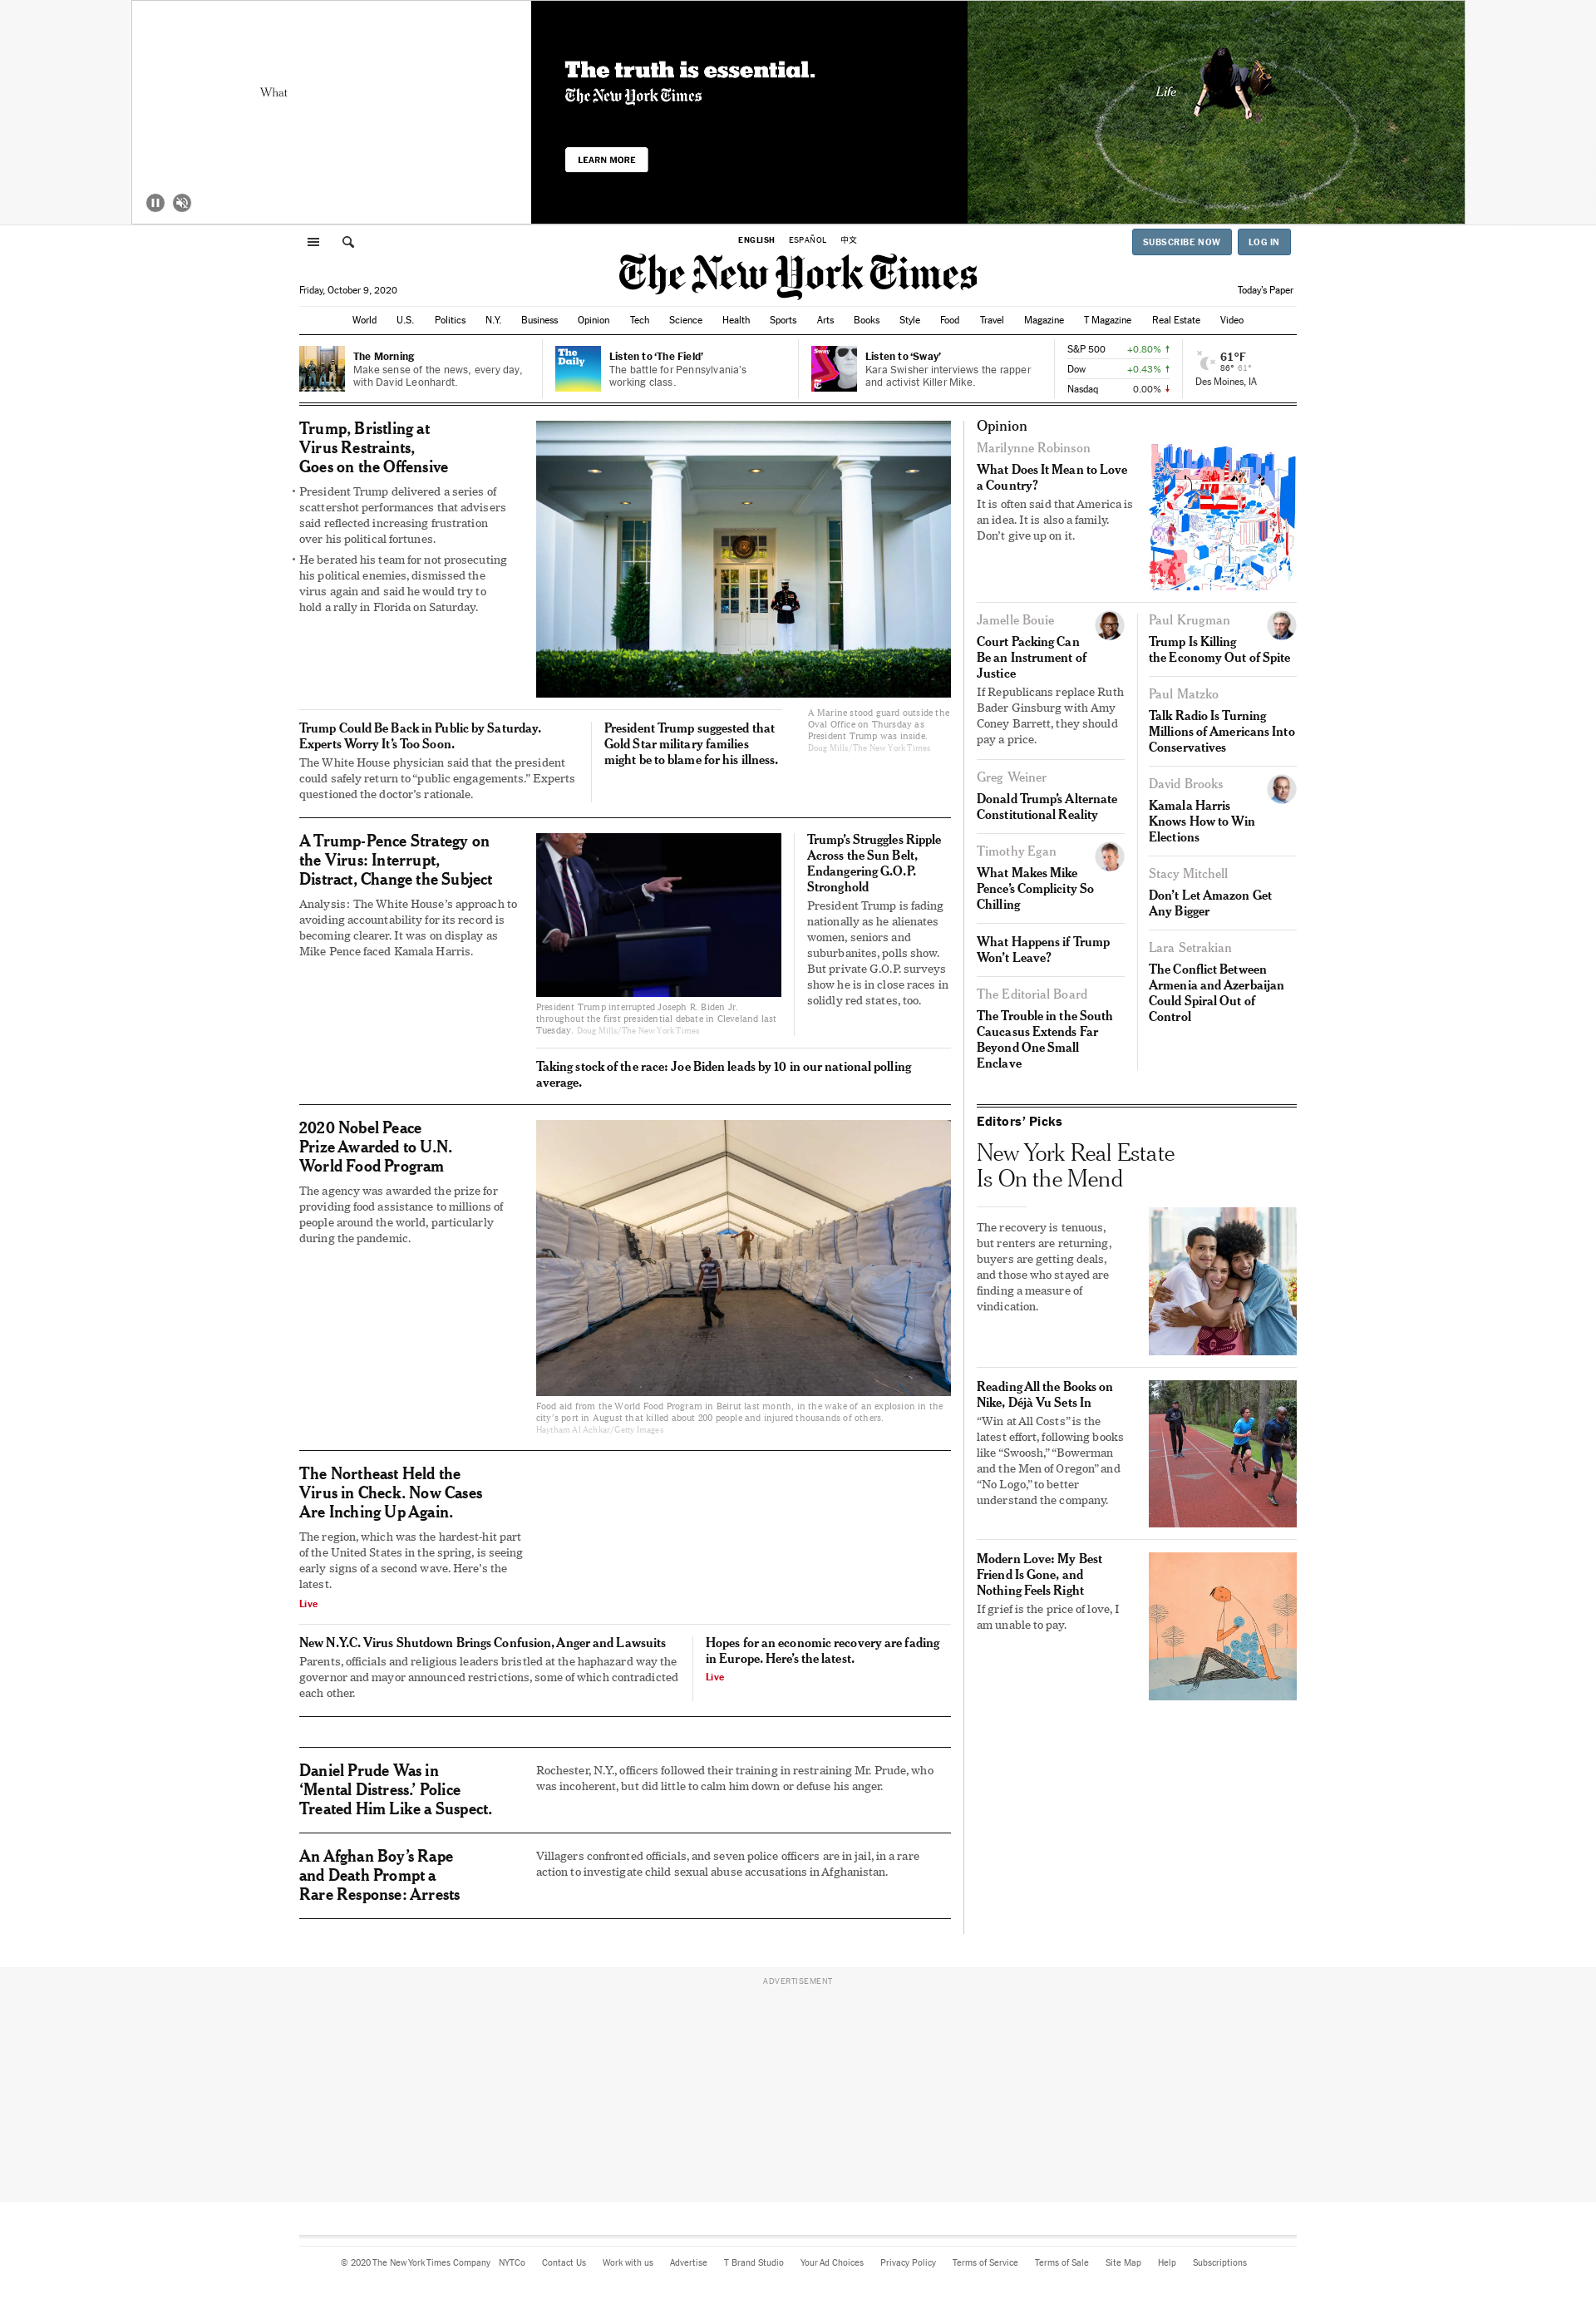 What
The truth is essential.
The New York Times
LEARN MORE
Life
ENGLISH ESPAÑOL 中文
SUBSCRIBE NOW LOG IN
The New York Times
Friday, October 9, 2020
Today's Paper
World U.S. Politics N.Y. Business Opinion Tech Science Health Sports Arts Books Style Food Travel Magazine T Magazine Real Estate Video
The Morning
Make sense of the news, every day,
with David Leonhardt.
The
Daily
Listen to ‘The Field’
The battle for Pennsylvania’s
working class.
Sway
Listen to ‘Sway’
Kara Swisher interviews the rapper
and activist Killer Mike.
S&P 500 +0.80% ↑
Dow +0.43% ↑
Nasdaq 0.00% ↓
61°F
86° 61°
Des Moines, IA
Trump, Bristling at
Virus Restraints,
Goes on the Offensive
• President Trump delivered a series of
scattershot performances that advisers
said reflected increasing frustration
over his political fortunes.
• He berated his team for not prosecuting
his political enemies, dismissed the
virus again and said he would try to
hold a rally in Florida on Saturday.
A Marine stood guard outside the
Oval Office on Thursday as
President Trump was inside.
Doug Mills/The New York Times
Trump Could Be Back in Public by Saturday.
Experts Worry It’s Too Soon.
The White House physician said that the president
could safely return to “public engagements.” Experts
questioned the doctor’s rationale.
President Trump suggested that
Gold Star military families
might be to blame for his illness.
A Trump-Pence Strategy on
the Virus: Interrupt,
Distract, Change the Subject
Analysis: The White House’s approach to
avoiding accountability for its record is
becoming clearer. It was on display as
Mike Pence faced Kamala Harris.
President Trump interrupted Joseph R. Biden Jr.
throughout the first presidential debate in Cleveland last
Tuesday. Doug Mills/The New York Times
Trump’s Struggles Ripple
Across the Sun Belt,
Endangering G.O.P.
Stronghold
President Trump is fading
nationally as he alienates
women, seniors and
suburbanites, polls show.
But private G.O.P. surveys
show he is in close races in
solidly red states, too.
Taking stock of the race: Joe Biden leads by 10 in our national polling
average.
2020 Nobel Peace
Prize Awarded to U.N.
World Food Program
The agency was awarded the prize for
providing food assistance to millions of
people around the world, particularly
during the pandemic.
Food aid from the World Food Program in Beirut last month, in the wake of an explosion in the
city’s port in August that killed about 200 people and injured thousands of others.
Haytham Al Achkar/Getty Images
The Northeast Held the
Virus in Check. Now Cases
Are Inching Up Again.
The region, which was the hardest-hit part
of the United States in the spring, is seeing
early signs of a second wave. Here’s the
latest.
Live
New N.Y.C. Virus Shutdown Brings Confusion, Anger and Lawsuits
Parents, officials and religious leaders bristled at the haphazard way the
governor and mayor announced restrictions, some of which contradicted
each other.
Hopes for an economic recovery are fading
in Europe. Here’s the latest.
Live
Daniel Prude Was in
‘Mental Distress.’ Police
Treated Him Like a Suspect.
Rochester, N.Y., officers followed their training in restraining Mr. Prude, who
was incoherent, but did little to calm him down or defuse his anger.
An Afghan Boy’s Rape
and Death Prompt a
Rare Response: Arrests
Villagers confronted officials, and seven police officers are in jail, in a rare
action to investigate child sexual abuse accusations in Afghanistan.
Opinion
Marilynne Robinson
What Does It Mean to Love
a Country?
It is often said that America is
an idea. It is also a family.
Don’t give up on it.
Jamelle Bouie
Court Packing Can
Be an Instrument of
Justice
If Republicans replace Ruth
Bader Ginsburg with Amy
Coney Barrett, they should
pay a price.
Greg Weiner
Donald Trump’s Alternate
Constitutional Reality
Timothy Egan
What Makes Mike
Pence’s Complicity So
Chilling
What Happens if Trump
Won’t Leave?
The Editorial Board
The Trouble in the South
Caucasus Extends Far
Beyond One Small
Enclave
Paul Krugman
Trump Is Killing
the Economy Out of Spite
Paul Matzko
Talk Radio Is Turning
Millions of Americans Into
Conservatives
David Brooks
Kamala Harris
Knows How to Win
Elections
Stacy Mitchell
Don’t Let Amazon Get
Any Bigger
Lara Setrakian
The Conflict Between
Armenia and Azerbaijan
Could Spiral Out of
Control
Editors’ Picks
New York Real Estate
Is On the Mend
The recovery is tenuous,
but renters are returning,
buyers are getting deals,
and those who stayed are
finding a measure of
vindication.
Reading All the Books on
Nike, Déjà Vu Sets In
“Win at All Costs” is the
latest effort, following books
like “Swoosh,” “Bowerman
and the Men of Oregon” and
“No Logo,” to better
understand the company.
Modern Love: My Best
Friend Is Gone, and
Nothing Feels Right
If grief is the price of love, I
am unable to pay.
ADVERTISEMENT
© 2020 The New York Times Company NYTCo Contact Us Work with us Advertise T Brand Studio Your Ad Choices Privacy Policy Terms of Service Terms of Sale Site Map Help Subscriptions